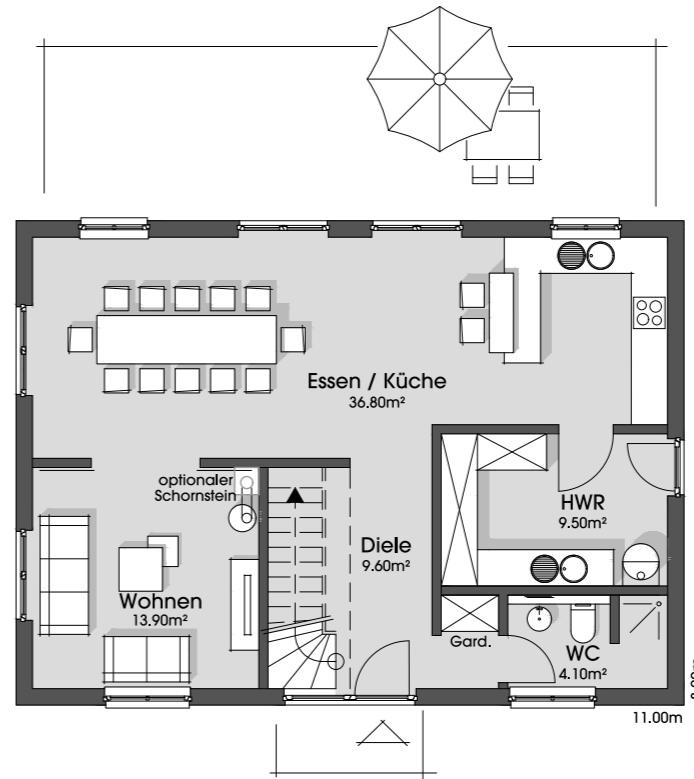 Essen / Küche
36.80m²
optionaler
Schornstein
HWR
9.50m²
Diele
9.60m²
Wohnen
13.90m²
Gard.
WC
4.10m²
11.00m